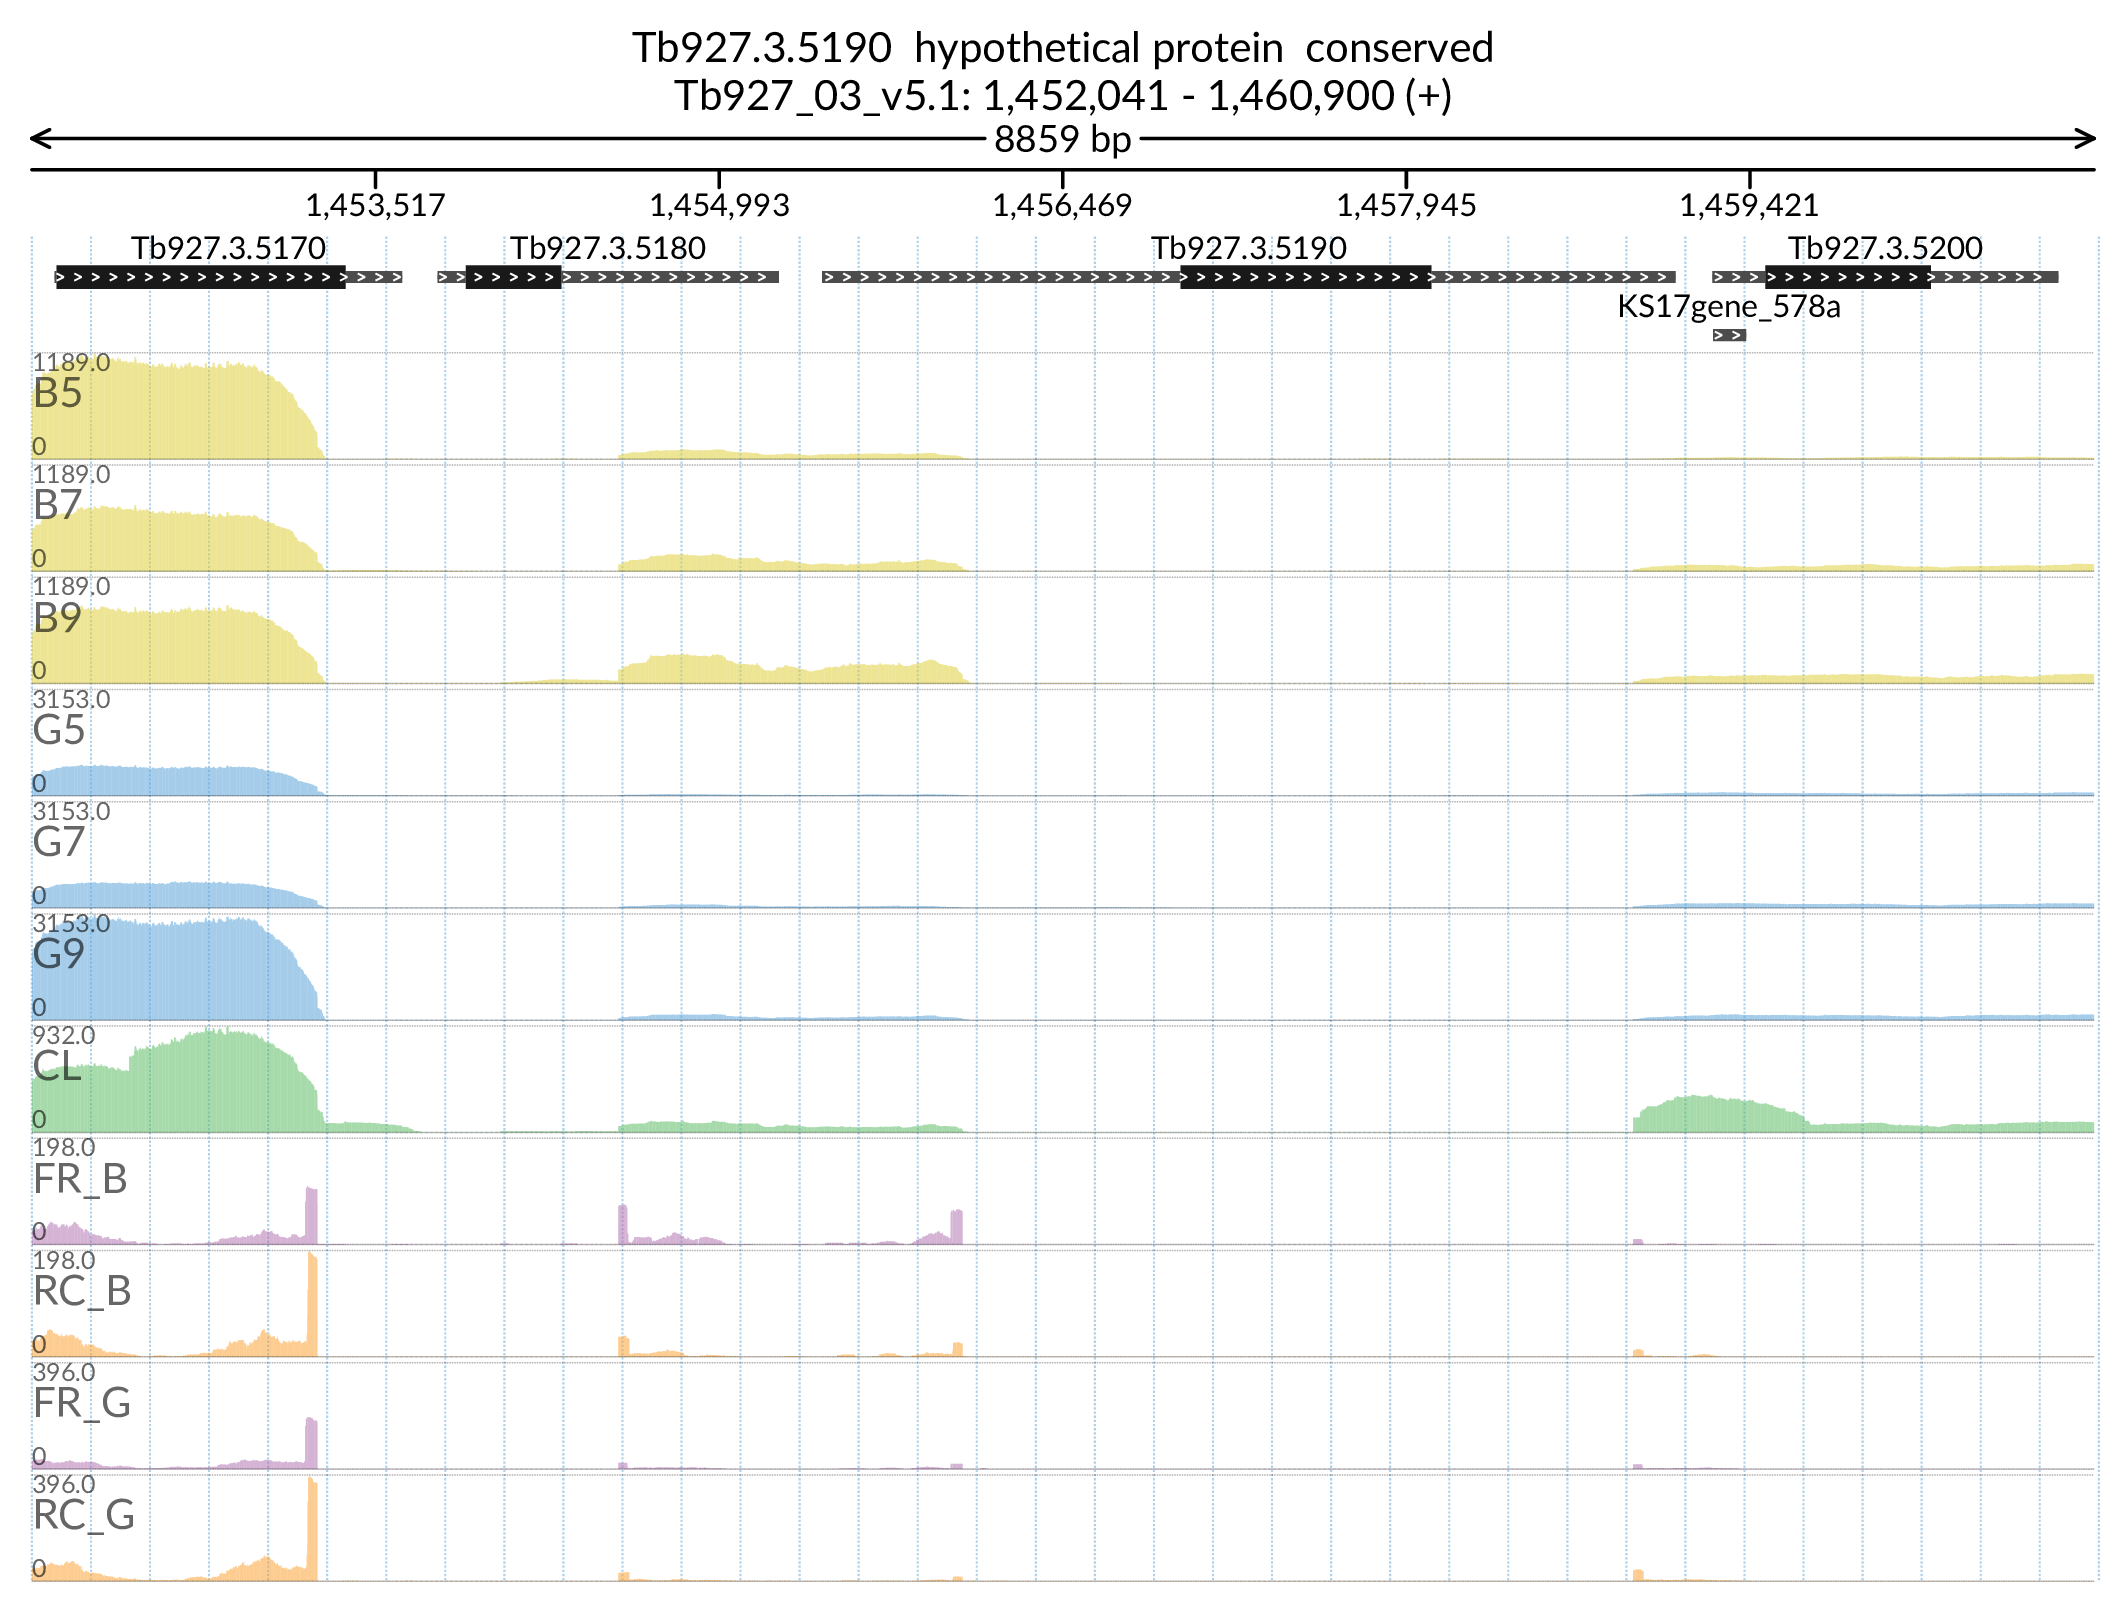 Tb927.3.5190  hypothetical protein  conserved
Tb927_03_v5.1: 1,452,041 - 1,460,900 (+)
8859 bp
1,453,517 1,454,993 1,456,469 1,457,945 1,459,421
Tb927.3.5170 Tb927.3.5180 Tb927.3.5190 Tb927.3.5200
KS17gene_578a
1189.0
B5
0
1189.0
B7
0
1189.0
B9
0
3153.0
G5
0
3153.0
G7
0
3153.0
G9
0
932.0
CL
0
198.0
FR_B
0
198.0
RC_B
0
396.0
FR_G
0
396.0
RC_G
0